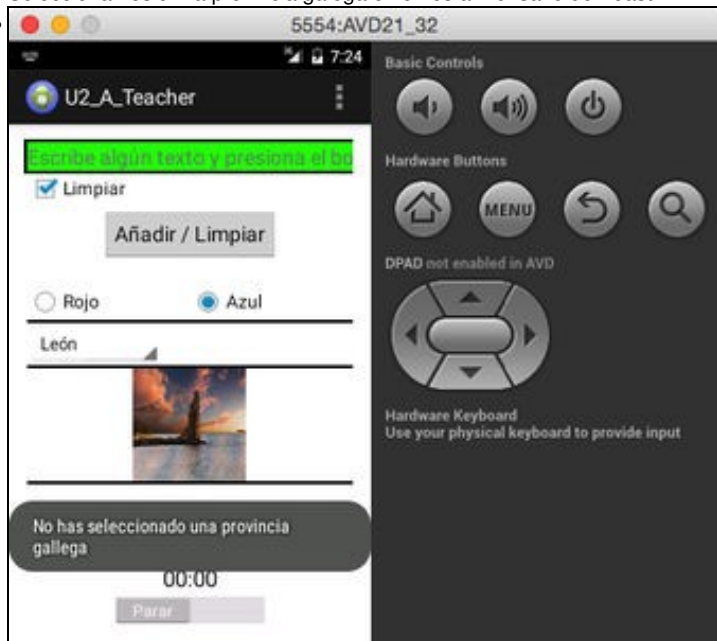 5554:AVD21_32
7:24
U2_A_Teacher
Escribe algún texto y presiona el bo
Limpiar
Añadir / Limpiar
Rojo
Azul
León
No has seleccionado una provincia
gallega
00:00
Parar
Basic Controls
Hardware Buttons
MENU
DPAD not enabled in AVD
Hardware Keyboard
Use your physical keyboard to provide input